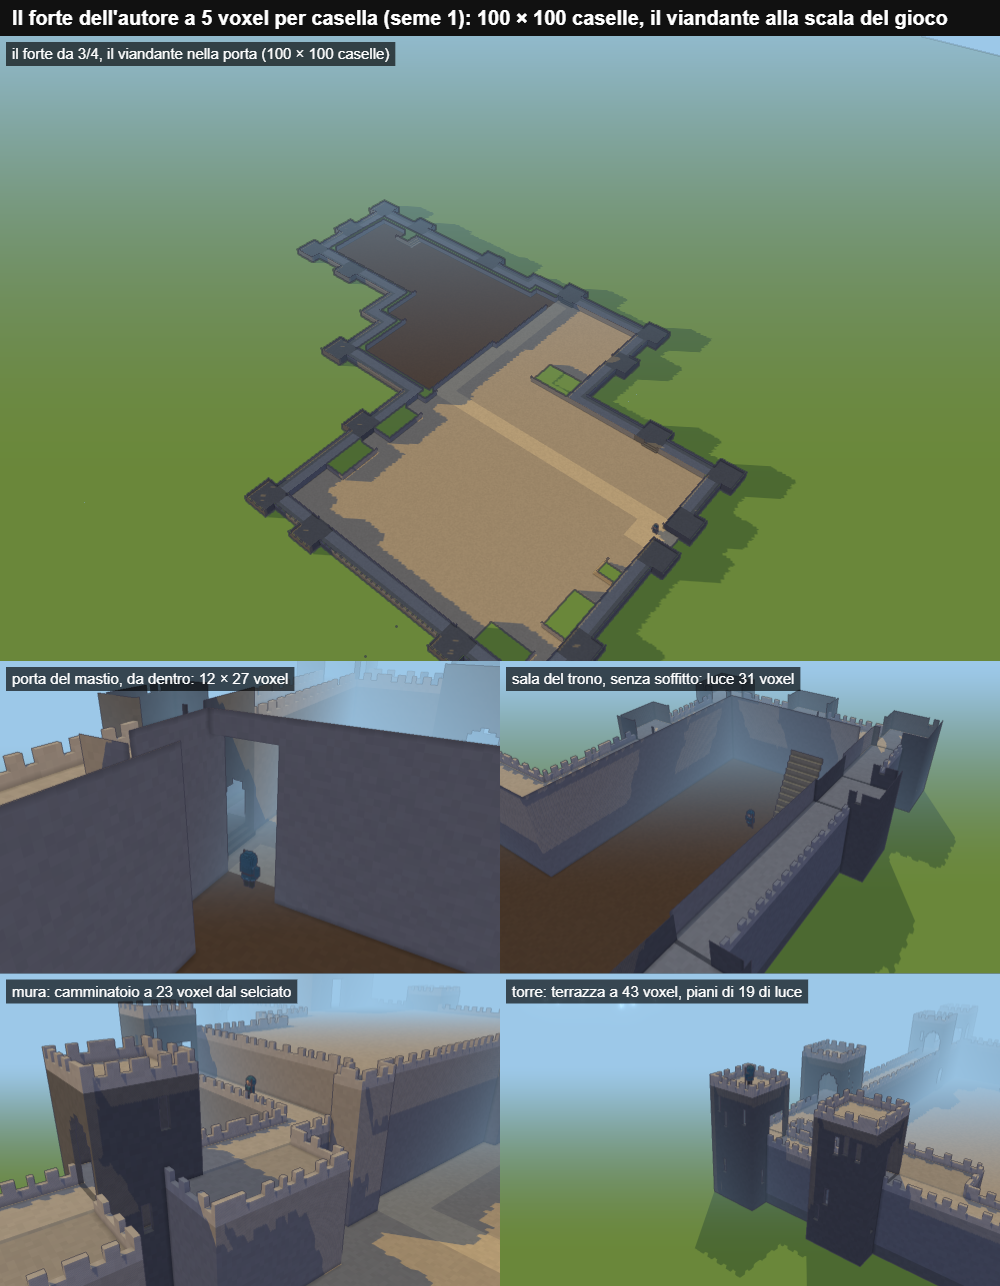 Il forte dell'autore a 5 voxel per casella (seme 1): 100 × 100 caselle, il viandante alla scala del gioco
il forte da 3/4, il viandante nella porta (100 × 100 caselle)
porta del mastio, da dentro: 12 × 27 voxel
sala del trono, senza soffitto: luce 31 voxel
mura: camminatoio a 23 voxel dal selciato
torre: terrazza a 43 voxel, piani di 19 di luce